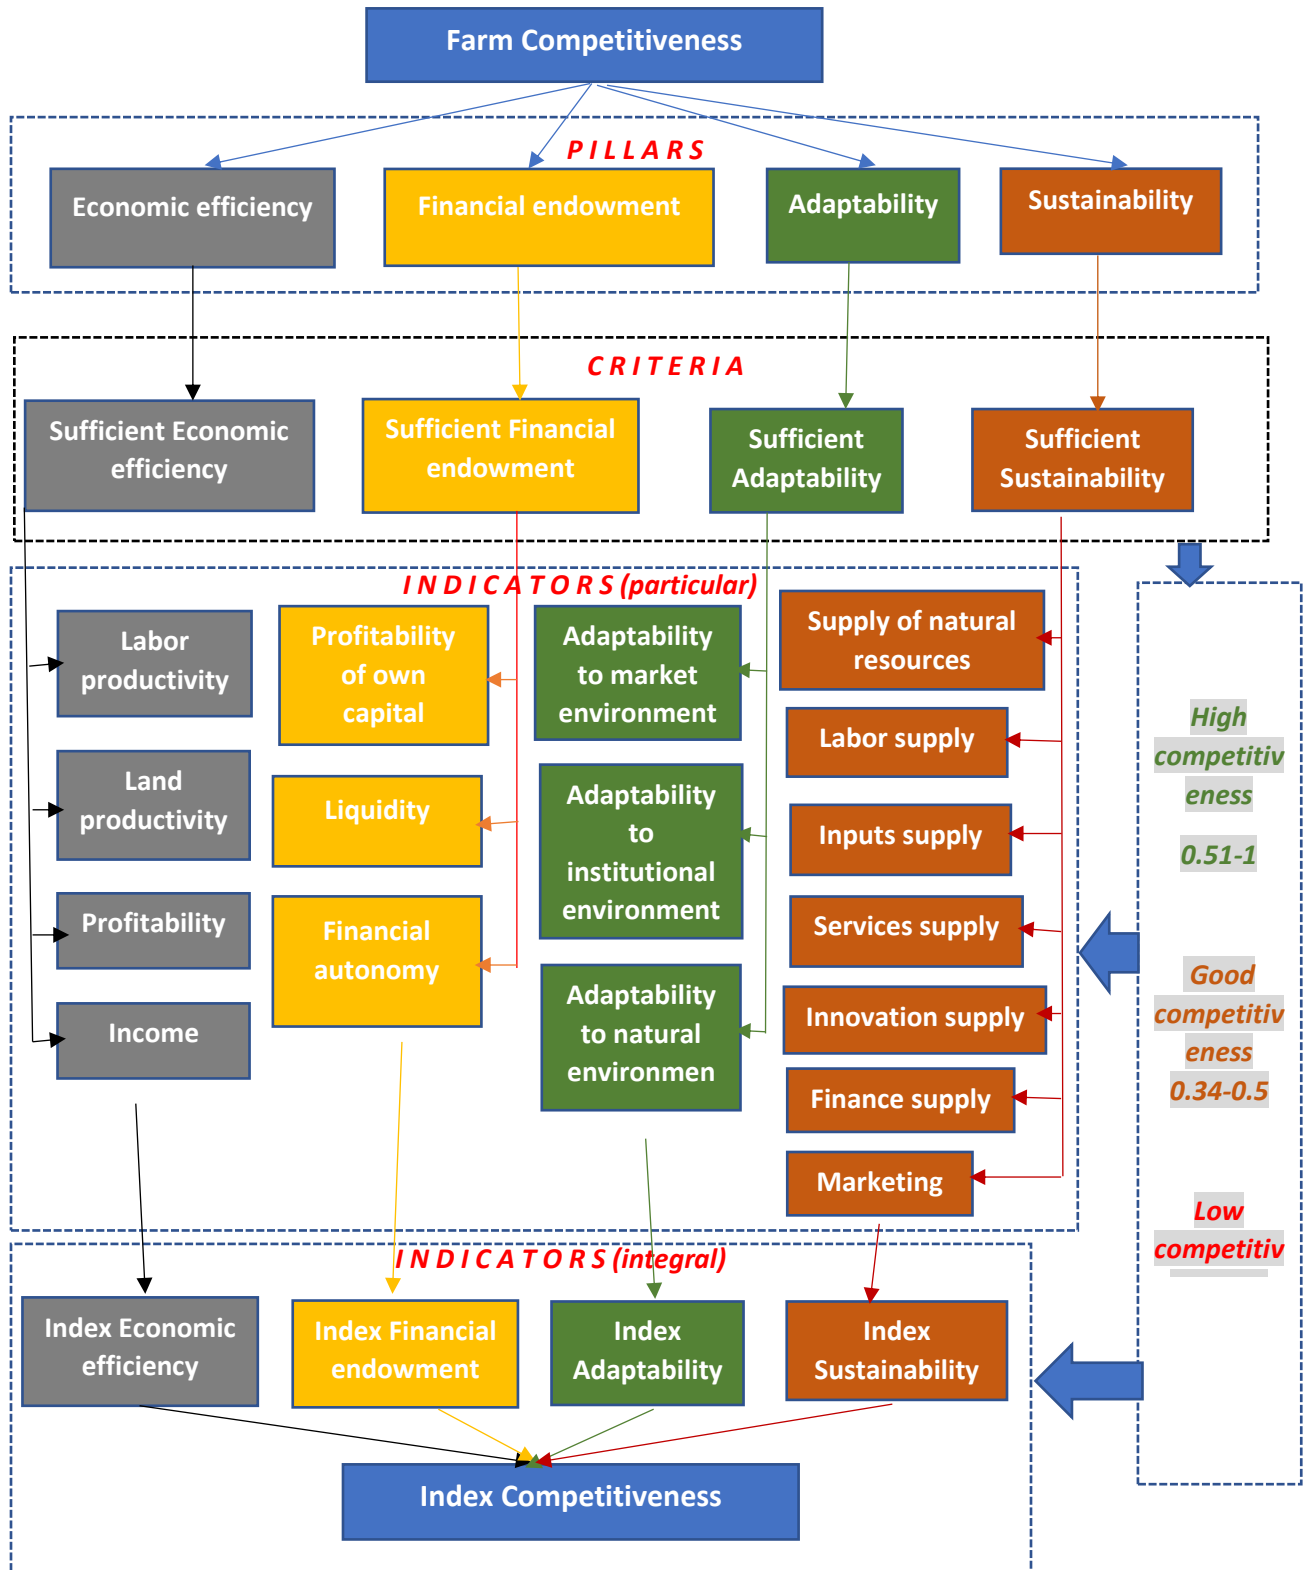 Farm Competitiveness
P I L L A R S
Economic efficiency
Financial endowment
Adaptability
Sustainability
C R I T E R I A
Sufficient Economic
efficiency
Sufficient Financial
endowment
Sufficient
Adaptability
Sufficient
Sustainability
I N D I C A T O R S (particular)
Labor
productivity
Land
productivity
Profitability
Income
Profitability
of own
capital
Liquidity
Financial
autonomy
Adaptability
to market
environment
Adaptability
to
institutional
environment
Adaptability
to natural
environmen
Supply of natural
resources
Labor supply
Inputs supply
Services supply
Innovation supply
Finance supply
Marketing
High
competitiv
eness
0.51-1
Good
competitiv
eness
0.34-0.5
Low
competitiv
I N D I C A T O R S (integral)
Index Economic
efficiency
Index Financial
endowment
Index
Adaptability
Index
Sustainability
Index Competitiveness